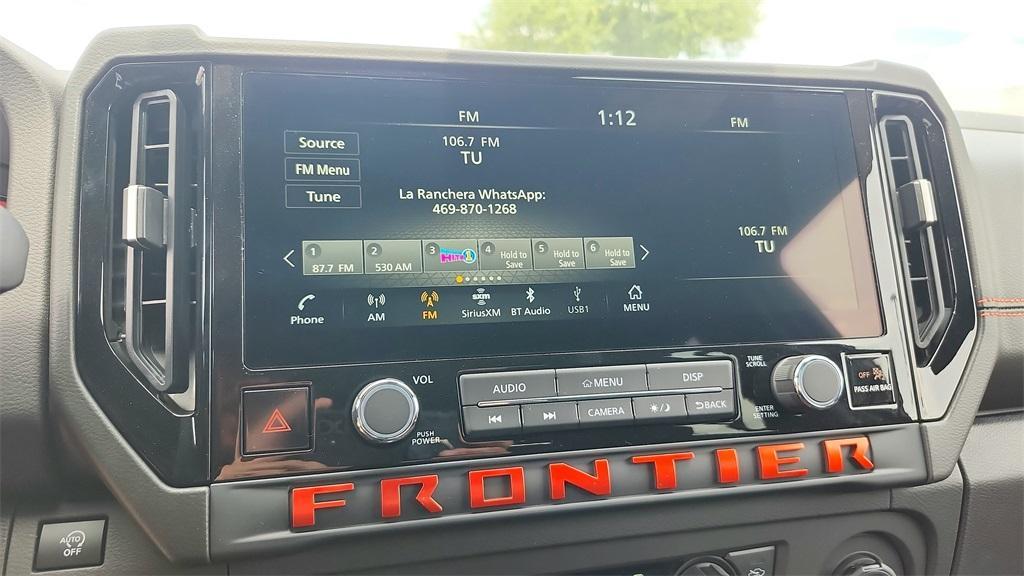 FM 1:12 FM
Source
106.7 FM
TU
FM Menu
Tune
La Ranchera WhatsApp:
469-870-1268
106.7 FM
TU
1 2 3 4 5 6
87.7 FM 530 AM Hold to Save Hold to Save Hold to Save
Phone AM FM SiriusXM BT Audio USB1 MENU
sxm
VOL
PUSH
POWER
AUDIO MENU DISP
CAMERA BACK
TUNE
SCROLL
ENTER
SETTING
OFF
PASS AIR BAG
FRONTIER
AUTO
OFF